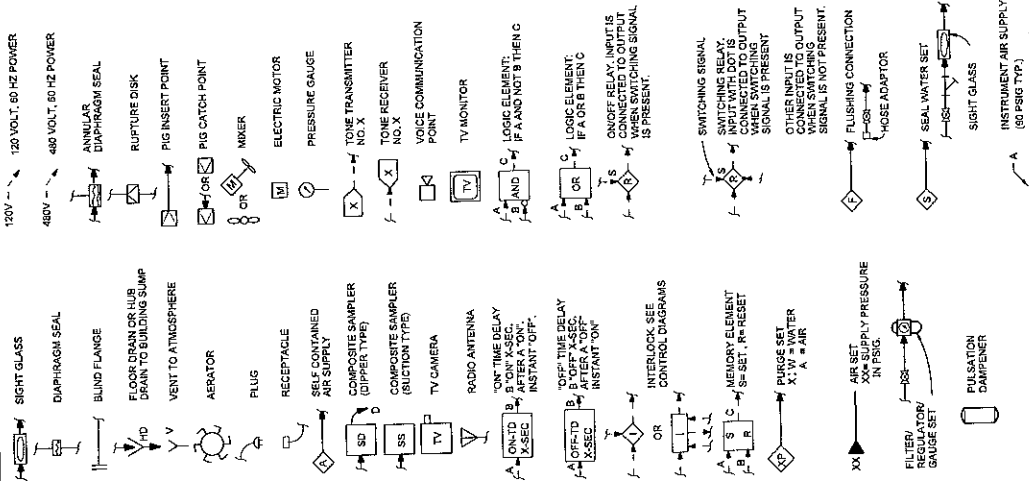 SIGHT GLASS
DIAPHRAGM SEAL
BLIND FLANGE
HD
FLOOR DRAIN OR HUB
DRAIN TO BUILDING SUMP
V
VENT TO ATMOSPHERE
AERATOR
PLUG
RECEPTACLE
A
SELF CONTAINED
AIR SUPPLY
SD
D
COMPOSITE SAMPLER
(DIPPER TYPE)
SS
COMPOSITE SAMPLER
(SUCTION TYPE)
TV
TV CAMERA
RADIO ANTENNA
A
ON-TD
X-SEC
B
"ON" TIME DELAY
B "ON" X-SEC.
AFTER A "ON".
INSTANT "OFF".
A
OFF-TD
X-SEC
B
"OFF" TIME DELAY
B "OFF" X-SEC.
AFTER A "OFF"
INSTANT "ON"
I
OR
I
INTERLOCK. SEE
CONTROL DIAGRAMS
A
B
S
R
C
MEMORY ELEMENT
S= SET , R= RESET
XP
PURGE SET
X; W = WATER
A = AIR
XX
AIR SET
XX= SUPPLY PRESSURE
IN PSIG.
FILTER/
REGULATOR/
GAUGE SET
PULSATION
DAMPENER
120V
120 VOLT, 60 HZ POWER
480V
480 VOLT, 60 HZ POWER
ANNULAR
DIAPHRAGM SEAL
RUPTURE DISK
PIG INSERT POINT
OR
PIG CATCH POINT
OR
M
MIXER
M
ELECTRIC MOTOR
PRESSURE GAUGE
X
TONE TRANSMITTER
NO. X
X
TONE RECEIVER
NO. X
VOICE COMMUNICATION
POINT
TV
TV MONITOR
A
B
AND
C
LOGIC ELEMENT:
IF A AND NOT B THEN C
A
B
OR
C
LOGIC ELEMENT:
IF A OR B THEN C
S
R
ON/OFF RELAY. INPUT IS
CONNECTED TO OUTPUT
WHEN SWITCHING SIGNAL
IS PRESENT.
SWITCHING SIGNAL
S
R
SWITCHING RELAY.
INPUT WITH DOT IS
CONNECTED TO OUTPUT
WHEN SWITCHING
SIGNAL IS PRESENT
OTHER INPUT IS
CONNECTED TO OUTPUT
WHEN SWITCHING
SIGNAL IS NOT PRESENT.
F
FLUSHING CONNECTION
HOSE ADAPTOR
S
SEAL WATER SET
SIGHT GLASS
A
INSTRUMENT AIR SUPPLY